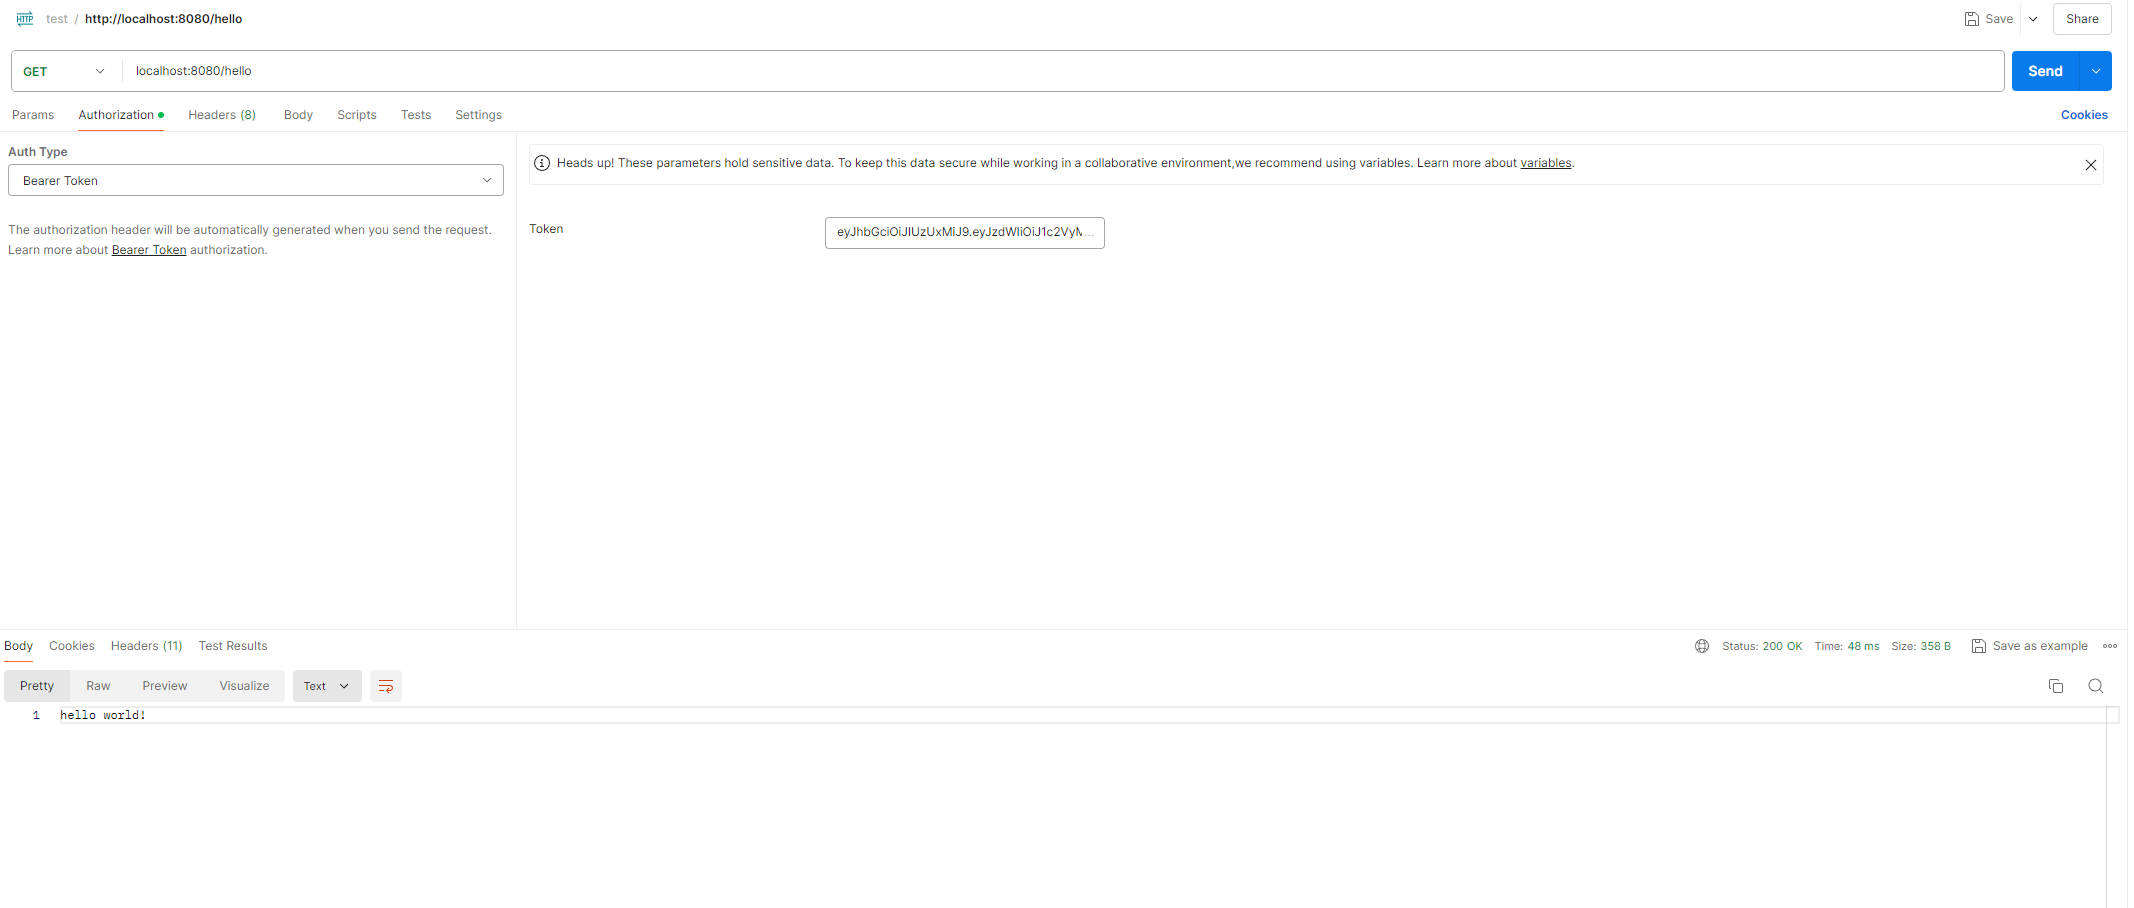 HTTP test / http://localhost:8080/hello Save Share
GET localhost:8080/hello Send
Params Authorization Headers (8) Body Scripts Tests Settings Cookies
Auth Type
Bearer Token
The authorization header will be automatically generated when you send the request.
Learn more about Bearer Token authorization.
Heads up! These parameters hold sensitive data. To keep this data secure while working in a collaborative environment,we recommend using variables. Learn more about variables.
Token eyJhbGciOiJIUzUxMiJ9.eyJzdWIiOiJ1c2VyM...
Body Cookies Headers (11) Test Results Status: 200 OK Time: 48 ms Size: 358 B Save as example
Pretty Raw Preview Visualize Text
1 hello world!